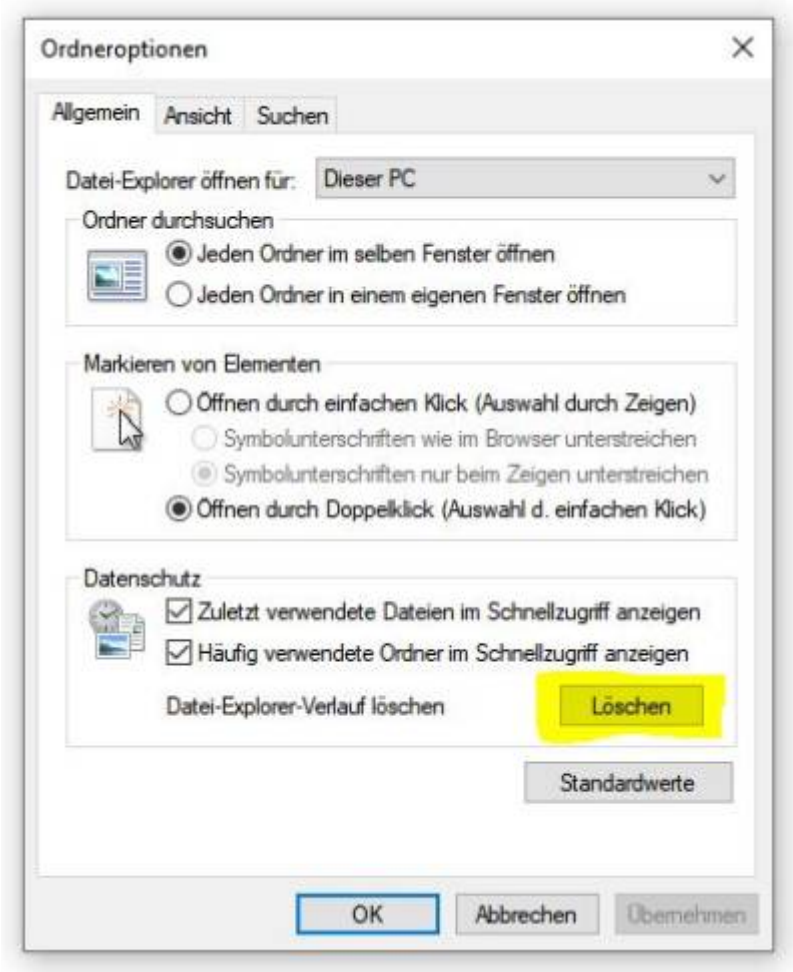 Ordneroptionen
Allgemein Ansicht Suchen
Datei-Explorer öffnen für: Dieser PC
Ordner durchsuchen
Jeden Ordner im selben Fenster öffnen
Jeden Ordner in einem eigenen Fenster öffnen
Markieren von Elementen
Öffnen durch einfachen Klick (Auswahl durch Zeigen)
Symbolunterschriften wie im Browser unterstreichen
Symbolunterschriften nur beim Zeigen unterstreichen
Öffnen durch Doppelklick (Auswahl d. einfachen Klick)
Datenschutz
Zuletzt verwendete Dateien im Schnellzugriff anzeigen
Häufig verwendete Ordner im Schnellzugriff anzeigen
Datei-Explorer-Verlauf löschen Löschen
Standardwerte
OK Abbrechen Übernehmen